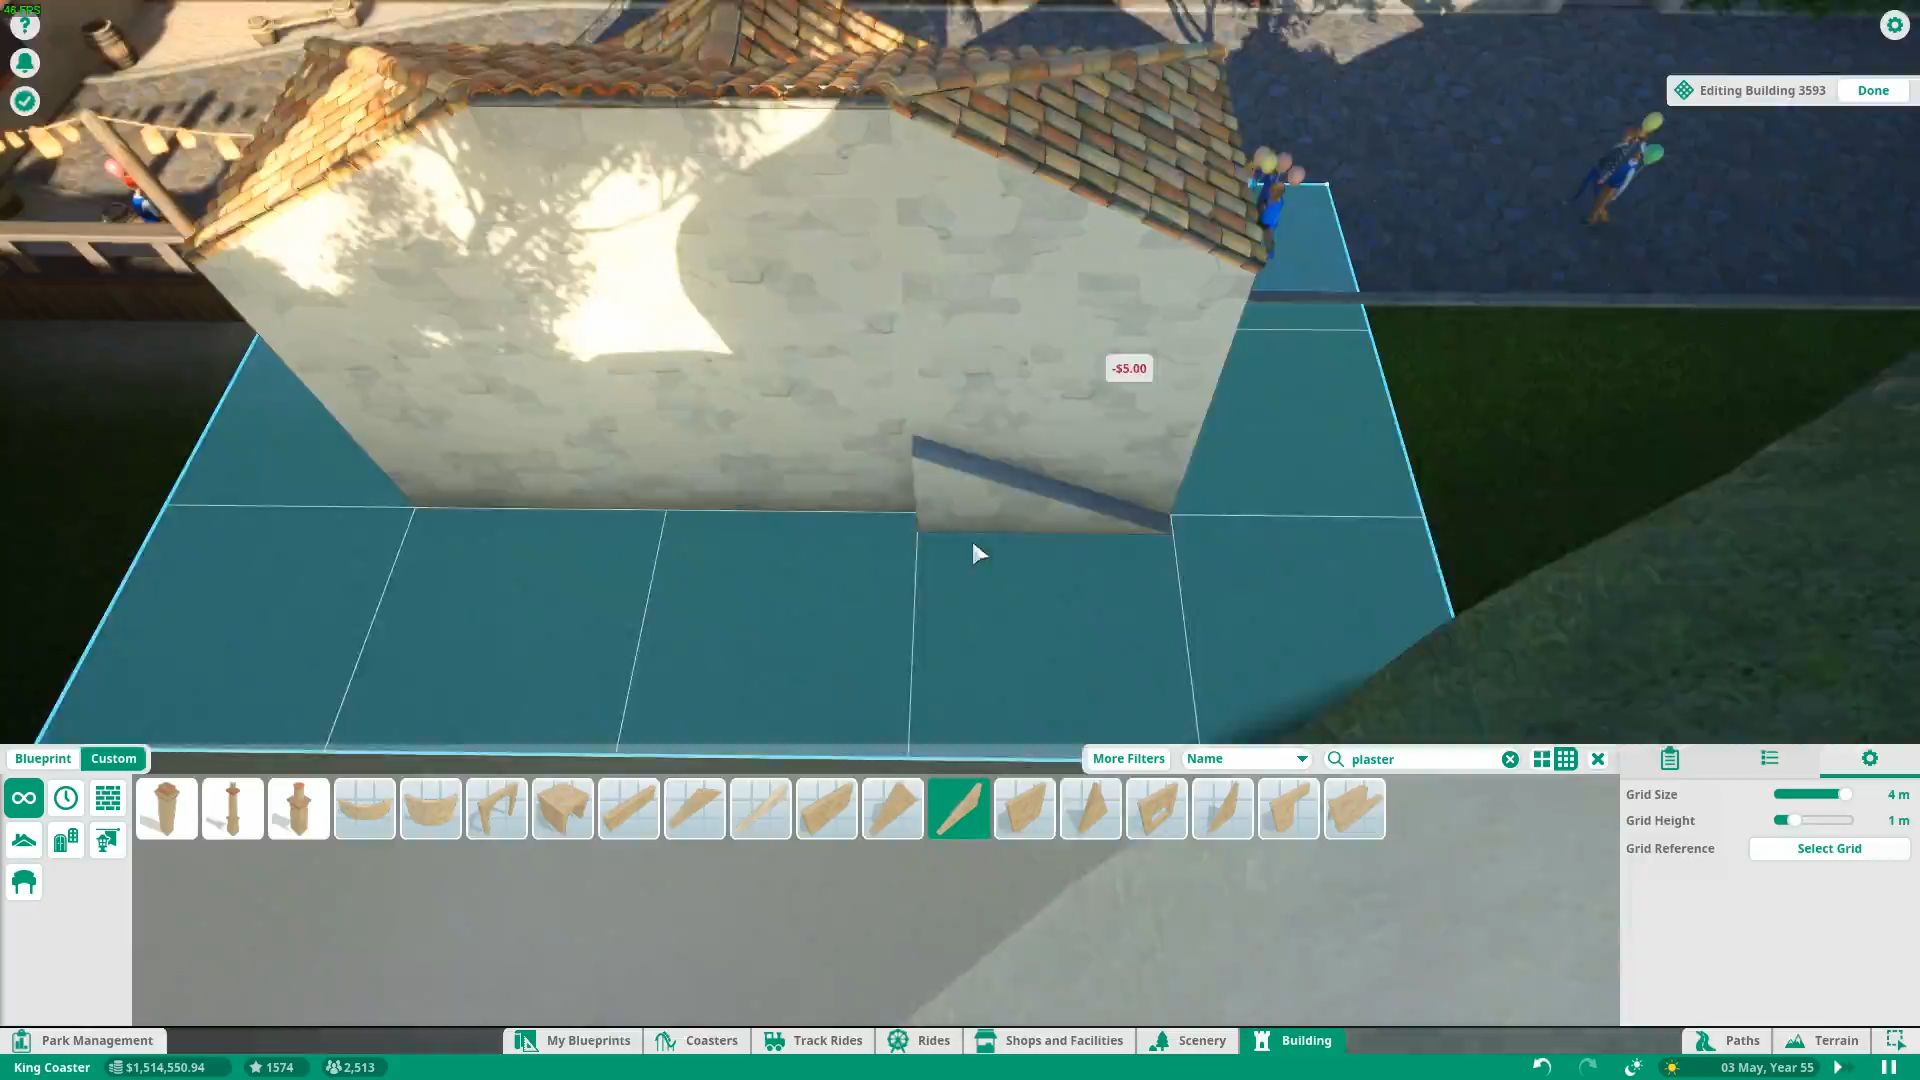 46 FPS
?
Editing Building 3593
Done
-$5.00
Blueprint
Custom
More Filters
Name
plaster
Grid Size
4 m
Grid Height
1 m
Grid Reference
Select Grid
Park Management
My Blueprints
Coasters
Track Rides
Rides
Shops and Facilities
Scenery
Building
Paths
Terrain
King Coaster
$1,514,550.94
1574
2,513
03 May, Year 55